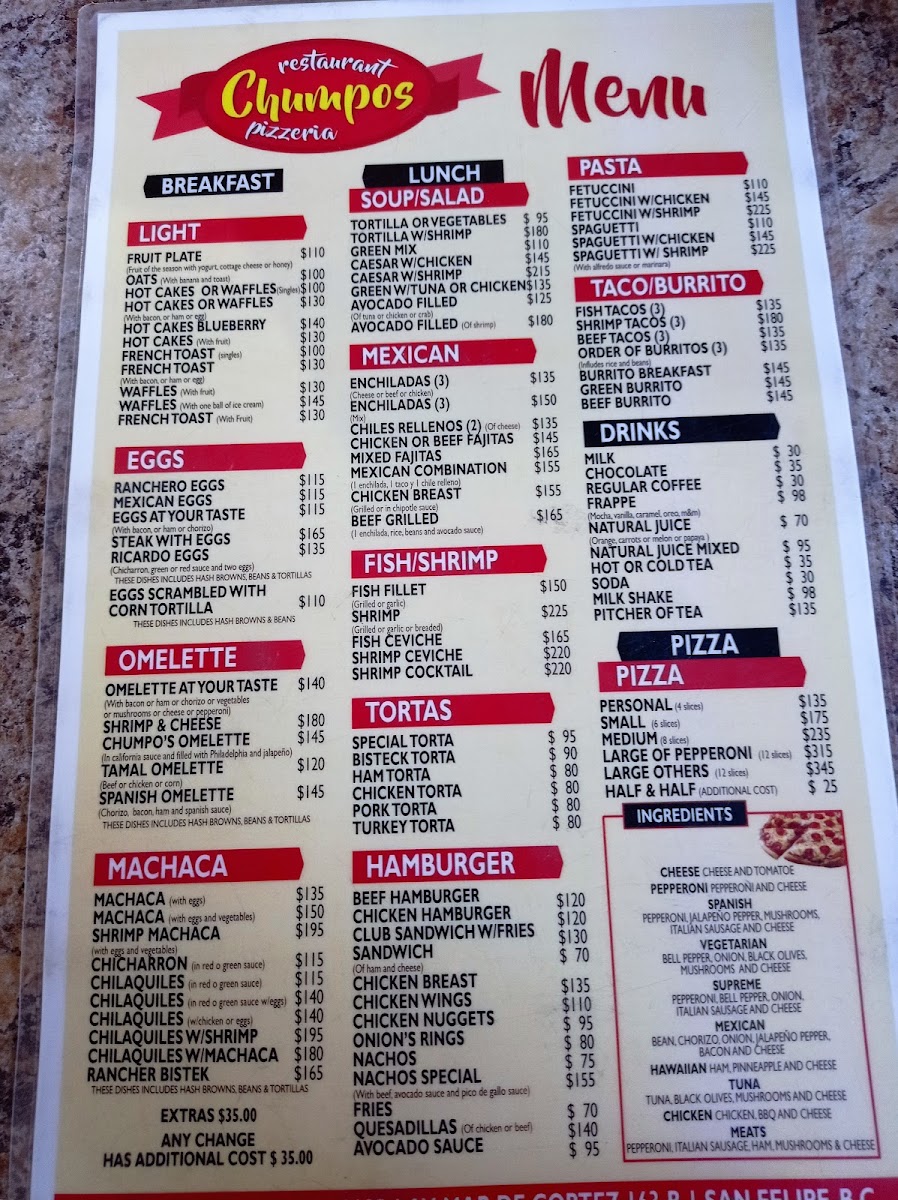 restaurant
Chumpos
pizzeria
Menu
BREAKFAST
LIGHT
FRUIT PLATE $110
(Fruit of the season with yogurt, cottage cheese or honey)
OATS (With banana and toast) $100
HOT CAKES OR WAFFLES (Singles) $100
HOT CAKES OR WAFFLES $130
(With bacon, or ham or egg)
HOT CAKES BLUEBERRY $140
HOT CAKES (With fruit) $130
FRENCH TOAST (singles) $100
FRENCH TOAST $130
(With bacon, or ham or egg)
WAFFLES (With fruit) $130
WAFFLES (With one ball of ice cream) $145
FRENCH TOAST (With Fruit) $130
EGGS
RANCHERO EGGS $115
MEXICAN EGGS $115
EGGS AT YOUR TASTE $115
(With bacon, or ham or chorizo)
STEAK WITH EGGS $165
RICARDO EGGS $135
(Chicharron, green or red sauce and two eggs)
THESE DISHES INCLUDES HASH BROWNS, BEANS & TORTILLAS
EGGS SCRAMBLED WITH
CORN TORTILLA $110
THESE DISHES INCLUDES HASH BROWNS & BEANS
OMELETTE
OMELETTE AT YOUR TASTE $140
(With bacon or ham or chorizo or vegetables
or mushrooms or cheese or pepperoni)
SHRIMP & CHEESE $180
CHUMPO'S OMELETTE $145
(In california sauce and filled with Philadelphia and jalapeño)
TAMAL OMELETTE $120
(Beef or chicken or corn)
SPANISH OMELETTE $145
(Chorizo, bacon, ham and spanish sauce)
THESE DISHES INCLUDES HASH BROWNS, BEANS & TORTILLAS
MACHACA
MACHACA (with eggs) $135
MACHACA (with eggs and vegetables) $150
SHRIMP MACHACA $195
(with eggs and vegetables)
CHICHARRON (in red o green sauce) $115
CHILAQUILES (in red o green sauce) $115
CHILAQUILES (in red o green sauce w/eggs) $140
CHILAQUILES (w/chicken or eggs) $140
CHILAQUILES W/SHRIMP $195
CHILAQUILES W/MACHACA $180
RANCHER BISTEK $165
THESE DISHES INCLUDES HASH BROWNS, BEANS & TORTILLAS
EXTRAS $35.00
ANY CHANGE
HAS ADDITIONAL COST $ 35.00
LUNCH
SOUP/SALAD
TORTILLA OR VEGETABLES $ 95
TORTILLA W/SHRIMP $180
GREEN MIX $110
CAESAR W/CHICKEN $145
CAESAR W/SHRIMP $215
GREEN W/TUNA OR CHICKEN $135
AVOCADO FILLED $125
(Of tuna or chicken or crab)
AVOCADO FILLED (Of shrimp) $180
MEXICAN
ENCHILADAS (3) $135
(Cheese or beef or chicken)
ENCHILADAS (3) $150
(Mix)
CHILES RELLENOS (2) (Of cheese) $135
CHICKEN OR BEEF FAJITAS $145
MIXED FAJITAS $165
MEXICAN COMBINATION $155
(1 enchilada, 1 taco y 1 chile relleno)
CHICKEN BREAST $155
(Grilled or in chipotle sauce)
BEEF GRILLED $165
(1 enchilada, rice, beans and avocado sauce)
FISH/SHRIMP
FISH FILLET $150
(Grilled or garlic)
SHRIMP $225
(Grilled or garlic or breaded)
FISH CEVICHE $165
SHRIMP CEVICHE $220
SHRIMP COCKTAIL $220
TORTAS
SPECIAL TORTA $ 95
BISTECK TORTA $ 90
HAM TORTA $ 80
CHICKEN TORTA $ 80
PORK TORTA $ 80
TURKEY TORTA $ 80
HAMBURGER
BEEF HAMBURGER $120
CHICKEN HAMBURGER $120
CLUB SANDWICH W/FRIES $130
SANDWICH $ 70
(Of ham and cheese)
CHICKEN BREAST $135
CHICKEN WINGS $110
CHICKEN NUGGETS $ 95
ONION'S RINGS $ 80
NACHOS $ 75
NACHOS SPECIAL $155
(With beef, avocado sauce and pico de gallo sauce)
FRIES $ 70
QUESADILLAS (Of chicken or beef) $140
AVOCADO SAUCE $ 95
PASTA
FETUCCINI $110
FETUCCINI W/CHICKEN $145
FETUCCINI W/SHRIMP $225
SPAGUETTI $110
SPAGUETTI W/CHICKEN $145
SPAGUETTI W/ SHRIMP $225
(With alfredo sauce or marinara)
TACO/BURRITO
FISH TACOS (3) $135
SHRIMP TACOS (3) $180
BEEF TACOS (3) $135
ORDER OF BURRITOS (3) $135
(Infludes rice and beans)
BURRITO BREAKFAST $145
GREEN BURRITO $145
BEEF BURRITO $145
DRINKS
MILK $ 30
CHOCOLATE $ 35
REGULAR COFFEE $ 30
FRAPPE $ 98
(Mocha, vanilla, caramel, oreo, m&m)
NATURAL JUICE $ 70
(Orange, carrots or melon or papaya )
NATURAL JUICE MIXED $ 95
HOT OR COLD TEA $ 35
SODA $ 30
MILK SHAKE $ 98
PITCHER OF TEA $135
PIZZA
PIZZA
PERSONAL (4 slices) $135
SMALL (6 slices) $175
MEDIUM (8 slices) $235
LARGE OF PEPPERONI (12 slices) $315
LARGE OTHERS (12 slices) $345
HALF & HALF (ADDITIONAL COST) $ 25
INGREDIENTS
CHEESE CHEESE AND TOMATOE
PEPPERONI PEPPEROÑI AND CHEESE
SPANISH
PEPPERONI, JALAPEÑO PEPPER, MUSHROOMS,
ITALIAN SAUSAGE AND CHEESE
VEGETARIAN
BELL PEPPER, ONION, BLACK OLIVES,
MUSHROOMS AND CHEESE
SUPREME
PEPPERONI, BELL PEPPER, ONION,
ITALIAN SAUSAGE AND CHEESE
MEXICAN
BEAN, CHORIZO, ONION, JALAPEÑO PEPPER,
BACON AND CHEESE
HAWAIIAN HAM, PINNEAPPLE AND CHEESE
TUNA
TUNA, BLACK OLIVES, MUSHROOMS AND CHEESE
CHICKEN CHICKEN, BBQ AND CHEESE
MEATS
PEPPERONI, ITALIAN SAUSAGE, HAM, MUSHROOMS & CHEESE
MAR DE CORTEZ 163 B | SAN FELIPE, B.C.